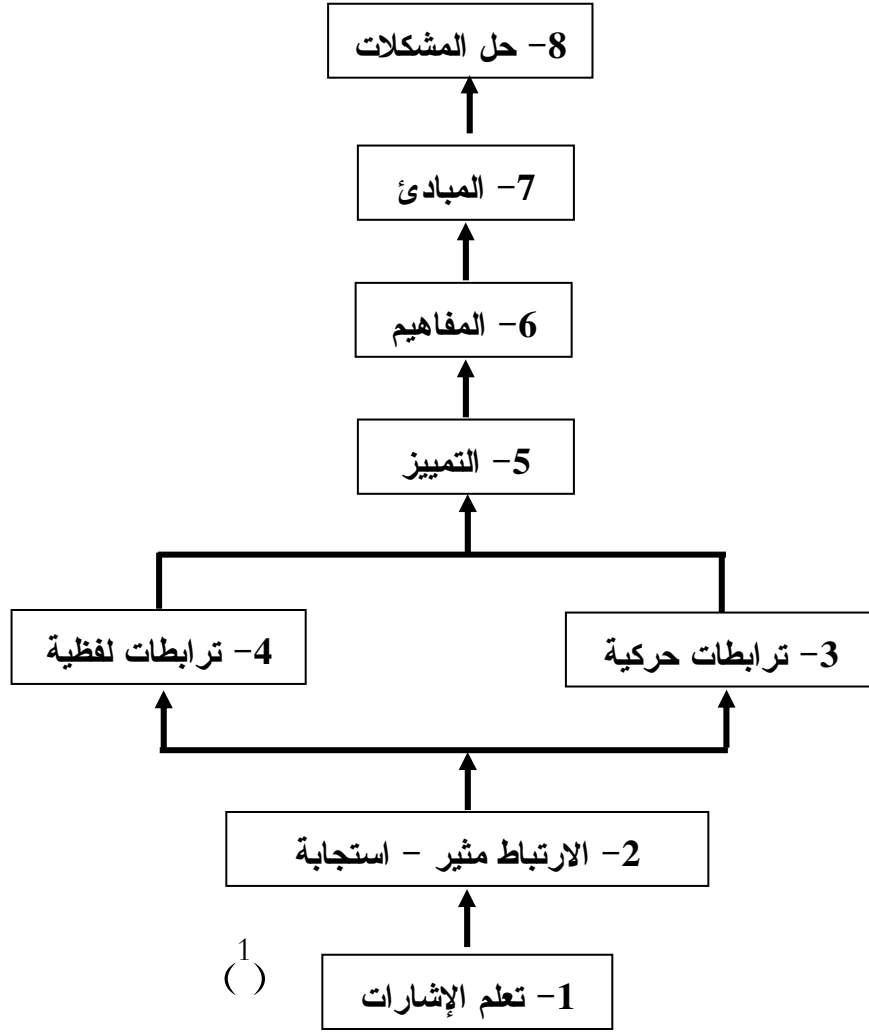 8- حل المشكلات
7- المبادئ
6- المفاهيم
5- التمييز
3- ترابطات حركية
4- ترابطات لفظية
2- الارتباط مثير - استجابة
1- تعلم الإشارات
(1)